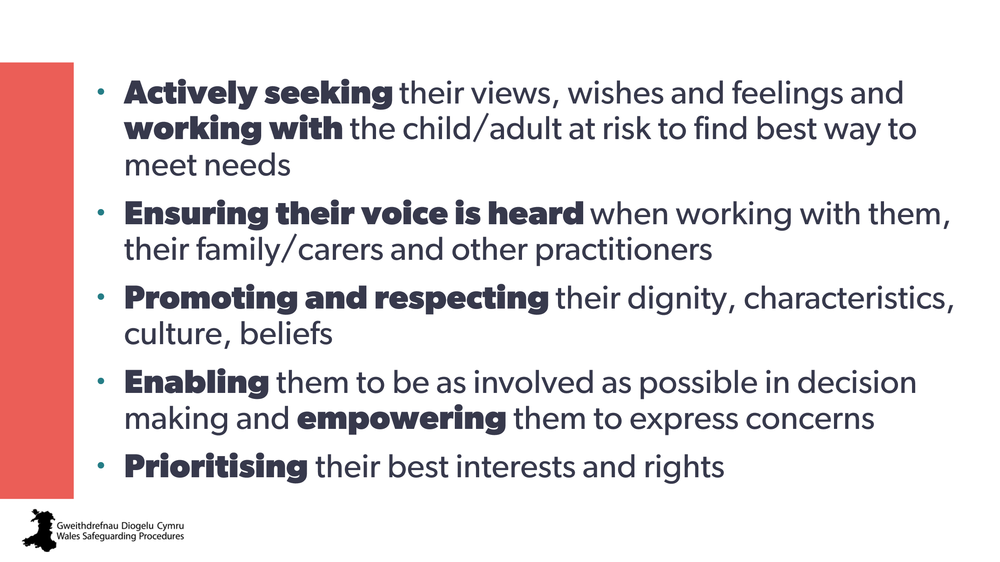 • Actively seeking their views, wishes and feelings and
working with the child/adult at risk to find best way to
meet needs
• Ensuring their voice is heard when working with them,
their family/carers and other practitioners
• Promoting and respecting their dignity, characteristics,
culture, beliefs
• Enabling them to be as involved as possible in decision
making and empowering them to express concerns
• Prioritising their best interests and rights
Gweithdrefnau Diogelu Cymru
Wales Safeguarding Procedures